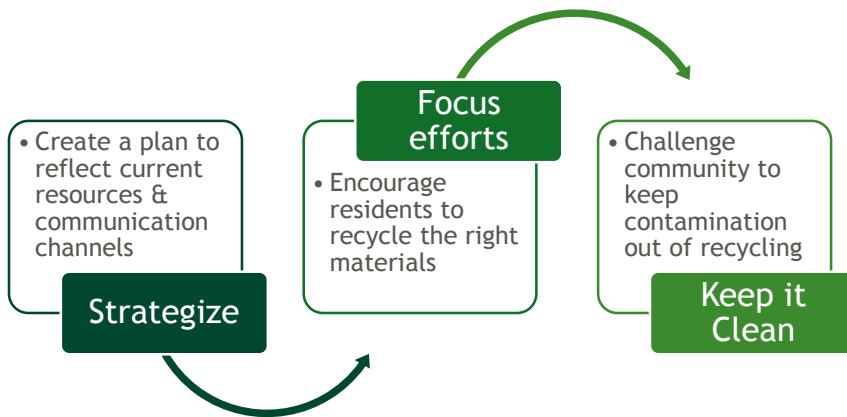 • Create a plan to
reflect current
resources &
communication
channels
Strategize
Focus
efforts
• Encourage
residents to
recycle the right
materials
• Challenge
community to
keep
contamination
out of recycling
Keep it
Clean